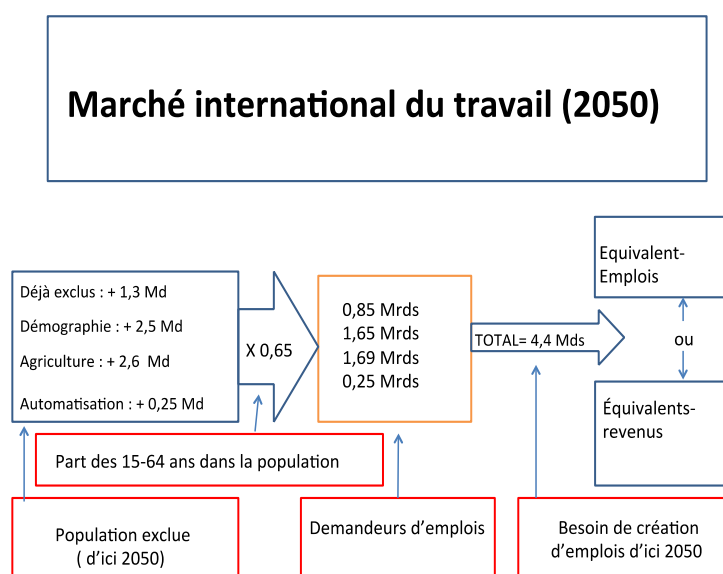 Marché international du travail (2050)
Déjà exclus : + 1,3 Md
Démographie : + 2,5 Md
Agriculture : + 2,6 Md
Automatisation : + 0,25 Md
X 0,65
0,85 Mrds
1,65 Mrds
1,69 Mrds
0,25 Mrds
TOTAL= 4,4 Mds
Equivalent-
Emplois
ou
Équivalents-
revenus
Part des 15-64 ans dans la population
Population exclue
( d’ici 2050)
Demandeurs d’emplois
Besoin de création
d’emplois d’ici 2050